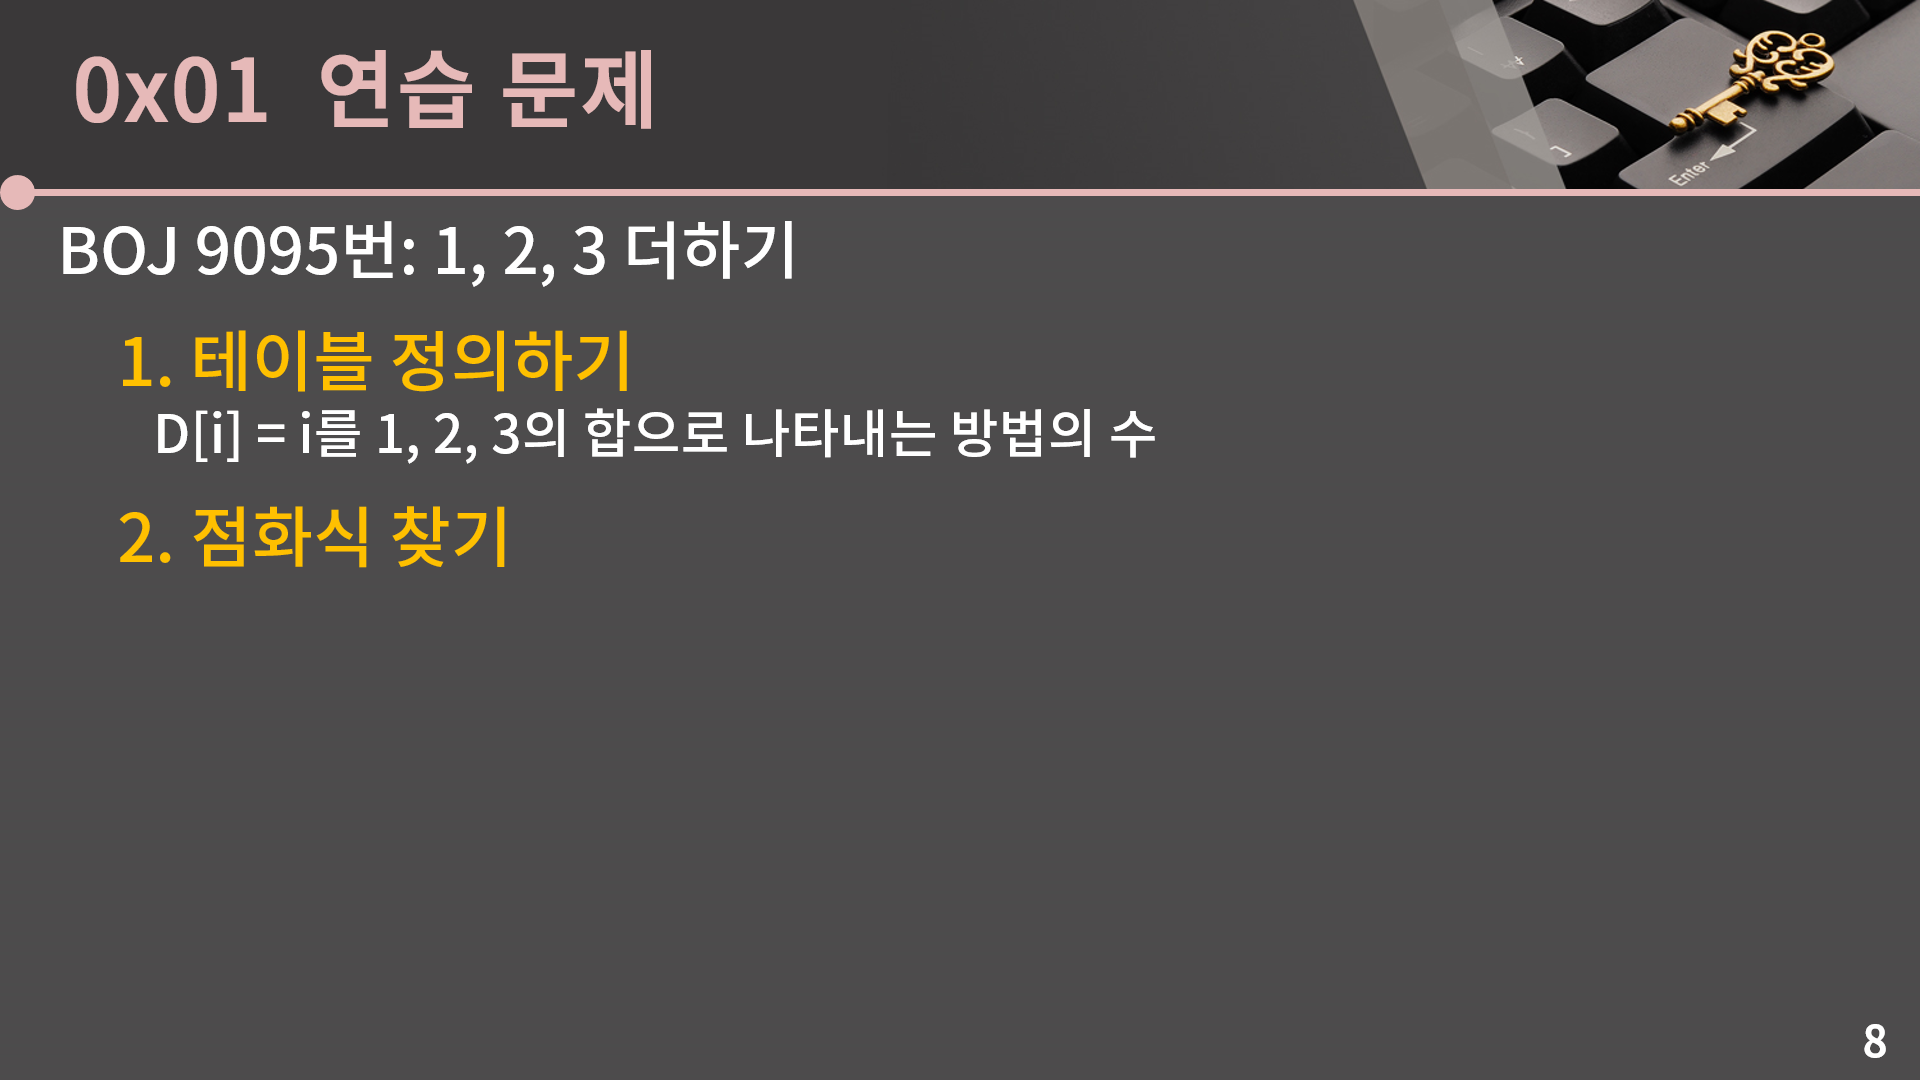 0x01 연습 문제
Enter
BOJ 9095번: 1, 2, 3 더하기
1. 테이블 정의하기
D[i] = i를 1, 2, 3의 합으로 나타내는 방법의 수
2. 점화식 찾기
8